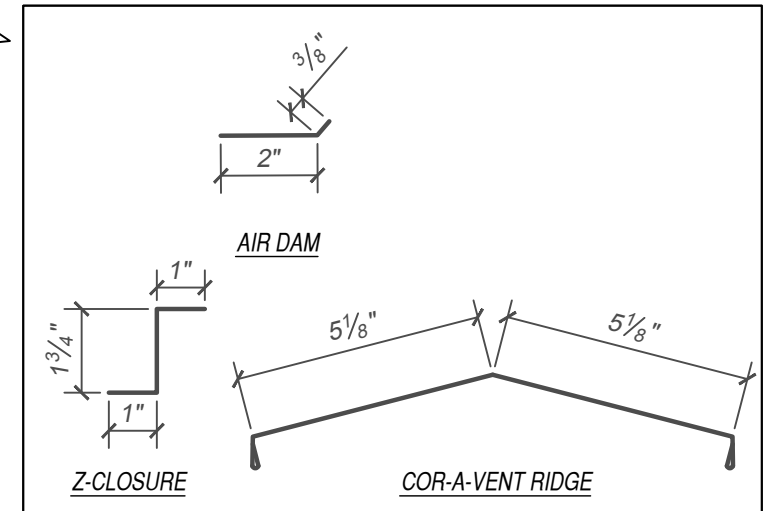 3/8"
2"
AIR DAM
1"
1 3/4"
1"
Z-CLOSURE
5 1/8"
5 1/8"
COR-A-VENT RIDGE